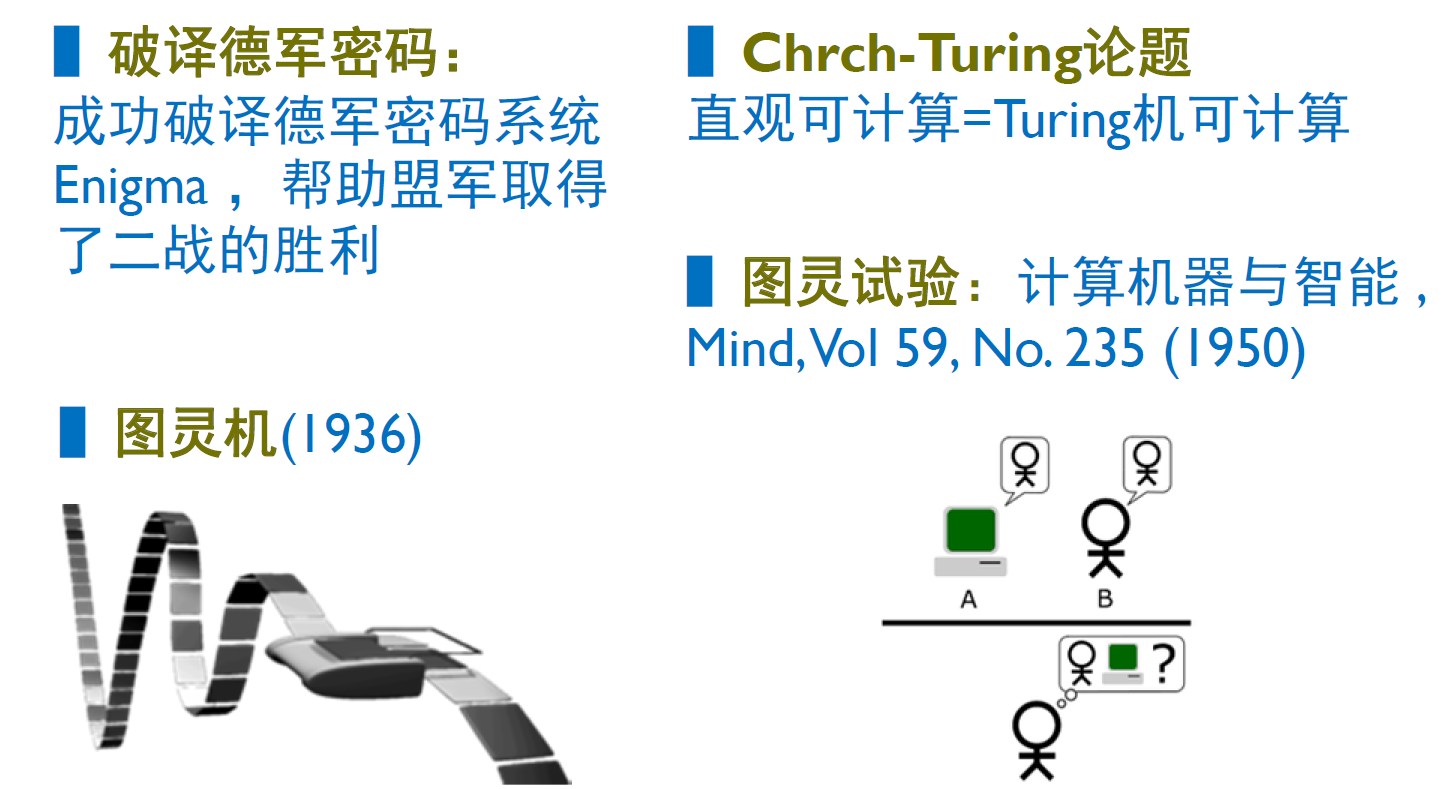 破译德军密码：
成功破译德军密码系统
Enigma ，帮助盟军取得
了二战的胜利
图灵机(1936)
Chrch-Turing论题
直观可计算=Turing机可计算
图灵试验：计算机器与智能，
Mind, Vol 59, No. 235 (1950)
A
B
?